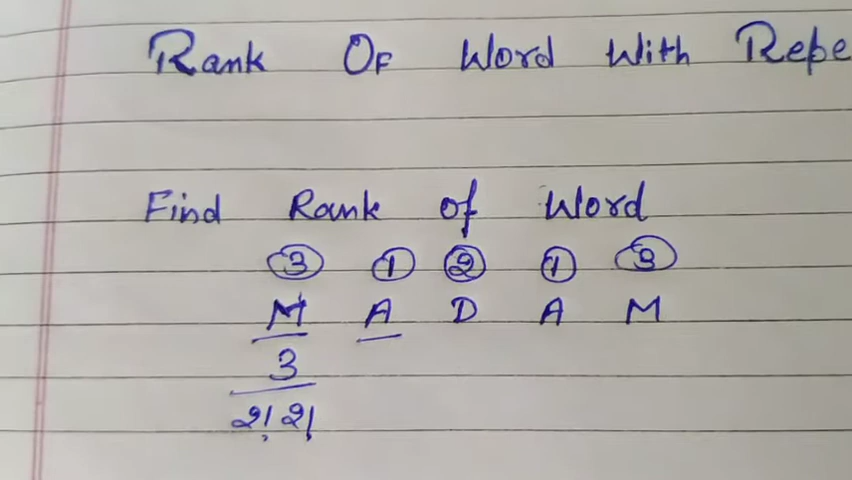 Rank Of Word With Repe
Find Rank of Word
3 1 2 1 3
M A D A M
3
2! 2!